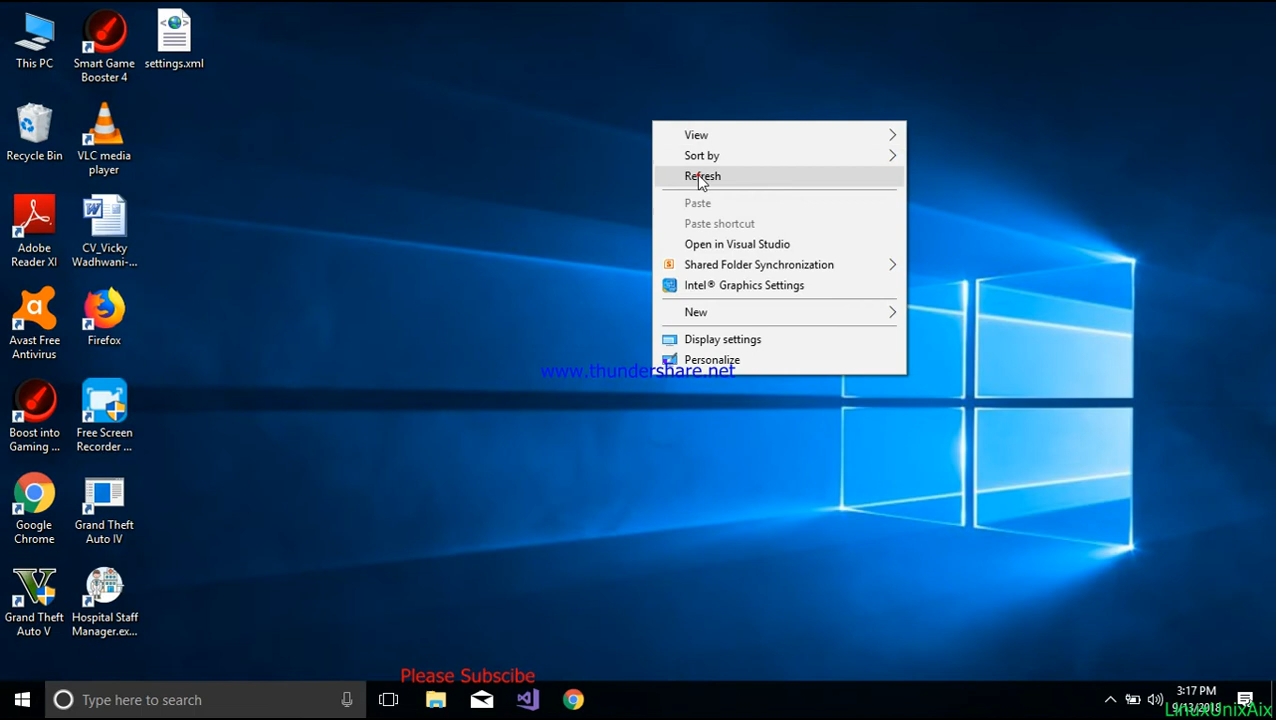 This PC
Smart Game
Booster 4
settings.xml
Recycle Bin
VLC media
player
Adobe
Reader XI
CV_Vicky
Wadhwani-...
Avast Free
Antivirus
Firefox
Boost into
Gaming ...
Free Screen
Recorder ...
Google
Chrome
Grand Theft
Auto IV
Grand Theft
Auto V
Hospital Staff
Manager.ex...
View
Sort by
Refresh
Paste
Paste shortcut
Open in Visual Studio
Shared Folder Synchronization
Intel® Graphics Settings
New
Display settings
Personalize
www.thundershare.net
Please Subscibe
Type here to search
3:17 PM
LinuxUnixAix